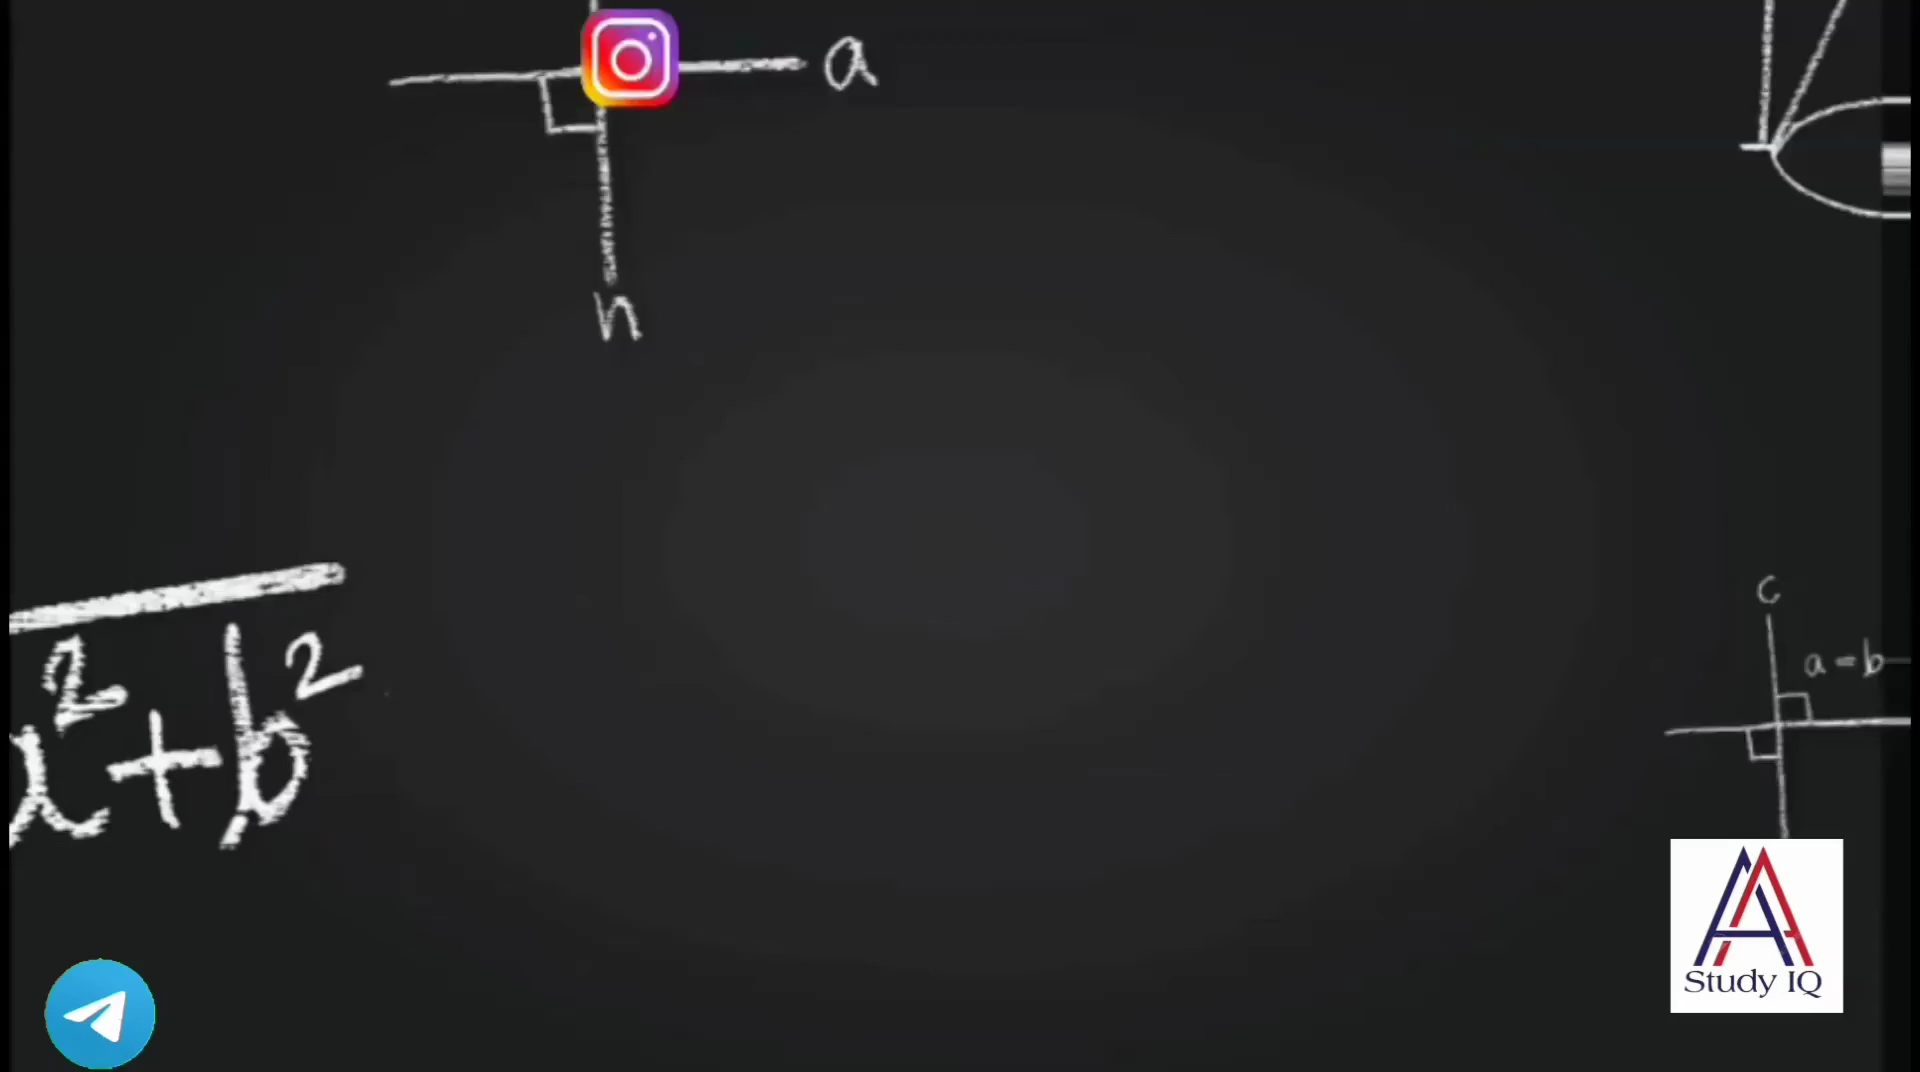 a
n
c
a = b
a²+b²
Study IQ